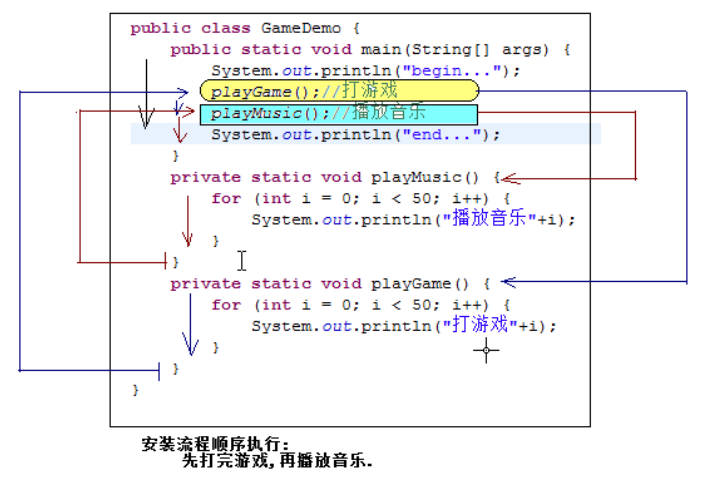 public class GameDemo {
public static void main(String[] args) {
System.out.println("begin...");
playGame();//打游戏
playMusic();//播放音乐
System.out.println("end...");
}
private static void playMusic() {
for (int i = 0; i < 50; i++) {
System.out.println("播放音乐"+i);
}
}
private static void playGame() {
for (int i = 0; i < 50; i++) {
System.out.println("打游戏"+i);
}
}
}
安装流程顺序执行:
先打完游戏,再播放音乐.